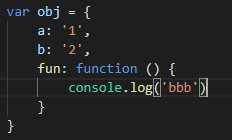 var obj = {
    a: '1',
    b: '2',
    fun: function () {
        console.log('bbb')
    }
}